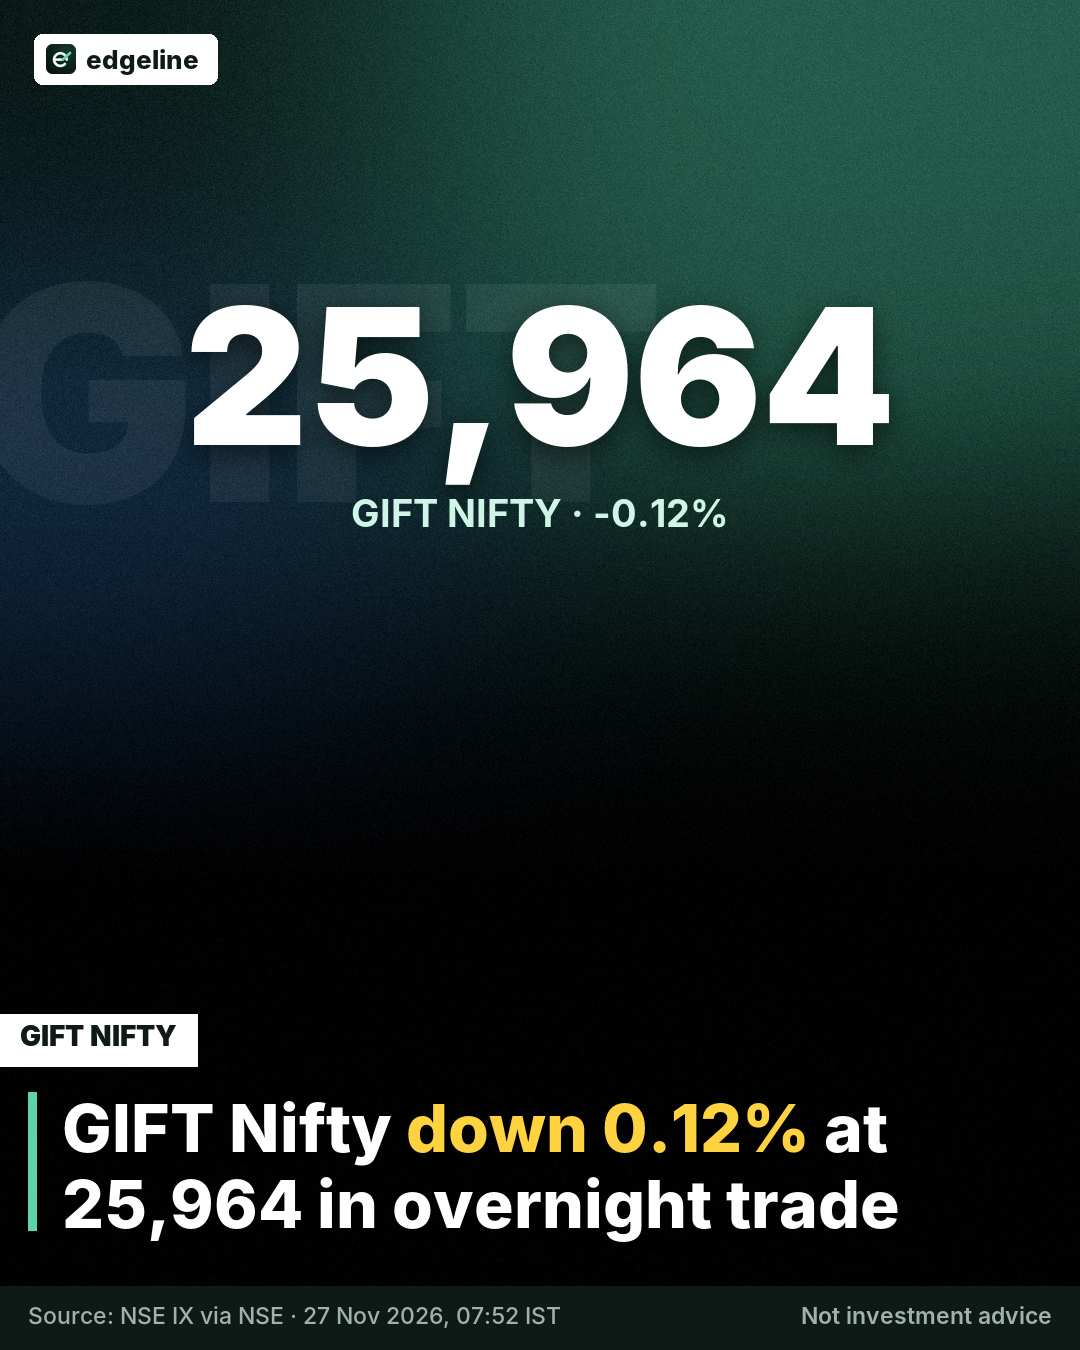 edgeline
GIFT
25,964
GIFT NIFTY · -0.12%
GIFT NIFTY
GIFT Nifty down 0.12% at
25,964 in overnight trade
Source: NSE IX via NSE · 27 Nov 2026, 07:52 IST
Not investment advice